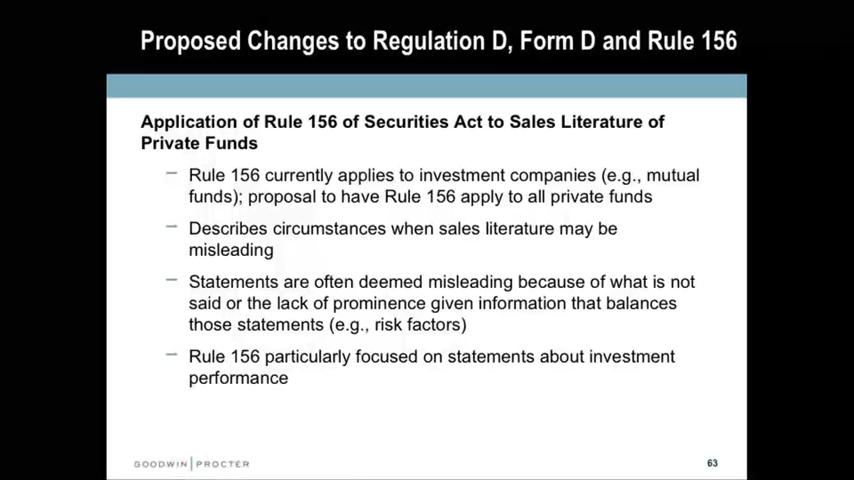 Proposed Changes to Regulation D, Form D and Rule 156
Application of Rule 156 of Securities Act to Sales Literature of
Private Funds
– Rule 156 currently applies to investment companies (e.g., mutual
funds); proposal to have Rule 156 apply to all private funds
– Describes circumstances when sales literature may be
misleading
– Statements are often deemed misleading because of what is not
said or the lack of prominence given information that balances
those statements (e.g., risk factors)
– Rule 156 particularly focused on statements about investment
performance
GOODWIN | PROCTER
63